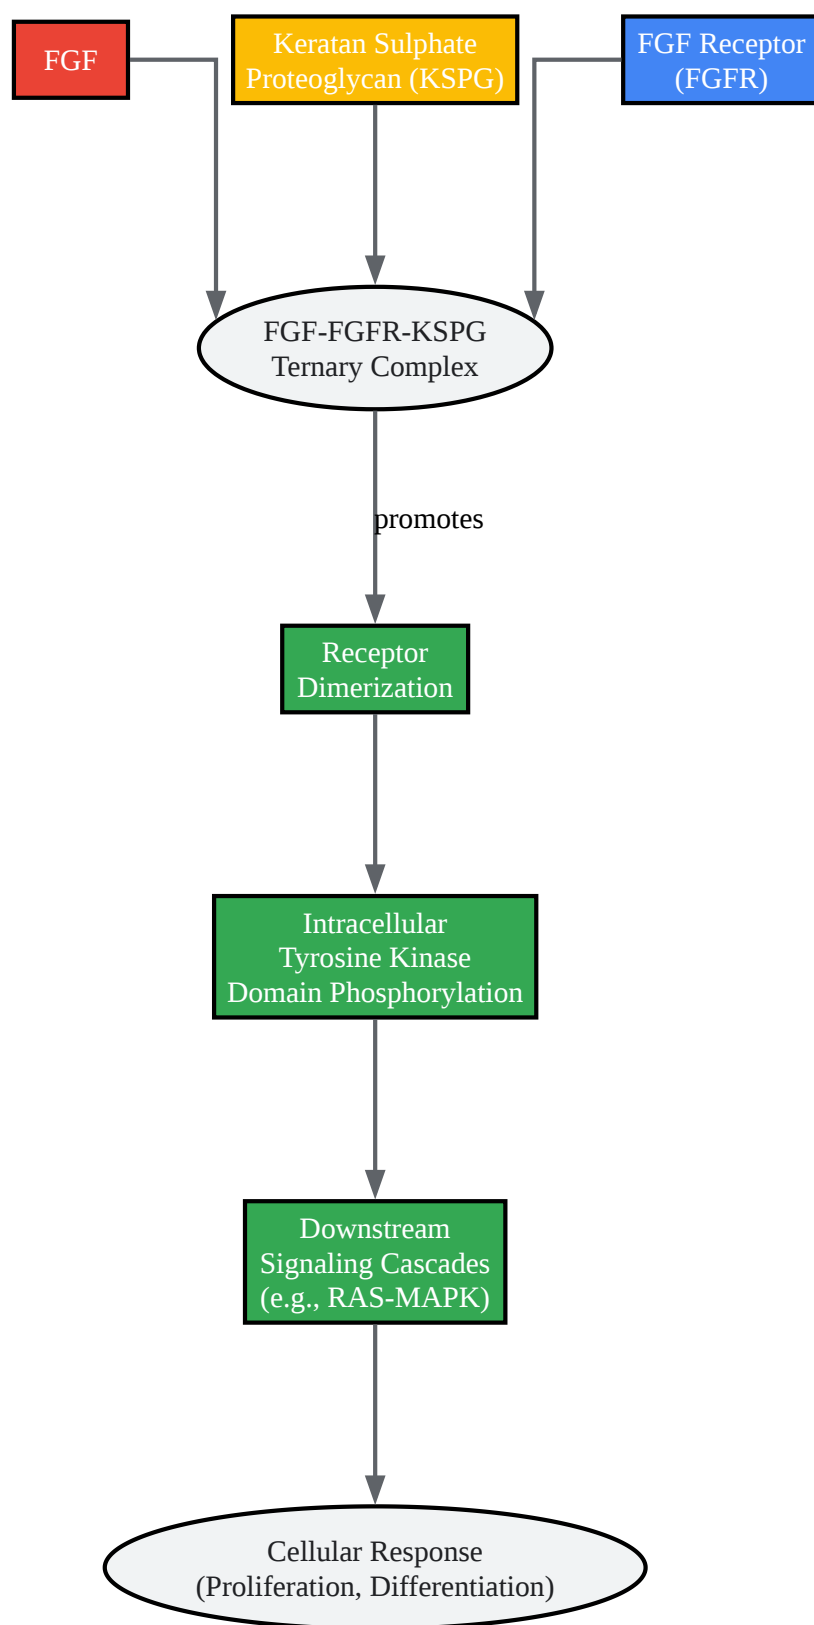 FGF
Keratan Sulphate
Proteoglycan (KSPG)
FGF Receptor
(FGFR)
FGF-FGFR-KSPG
Ternary Complex
promotes
Receptor
Dimerization
Intracellular
Tyrosine Kinase
Domain Phosphorylation
Downstream
Signaling Cascades
(e.g., RAS-MAPK)
Cellular Response
(Proliferation, Differentiation)